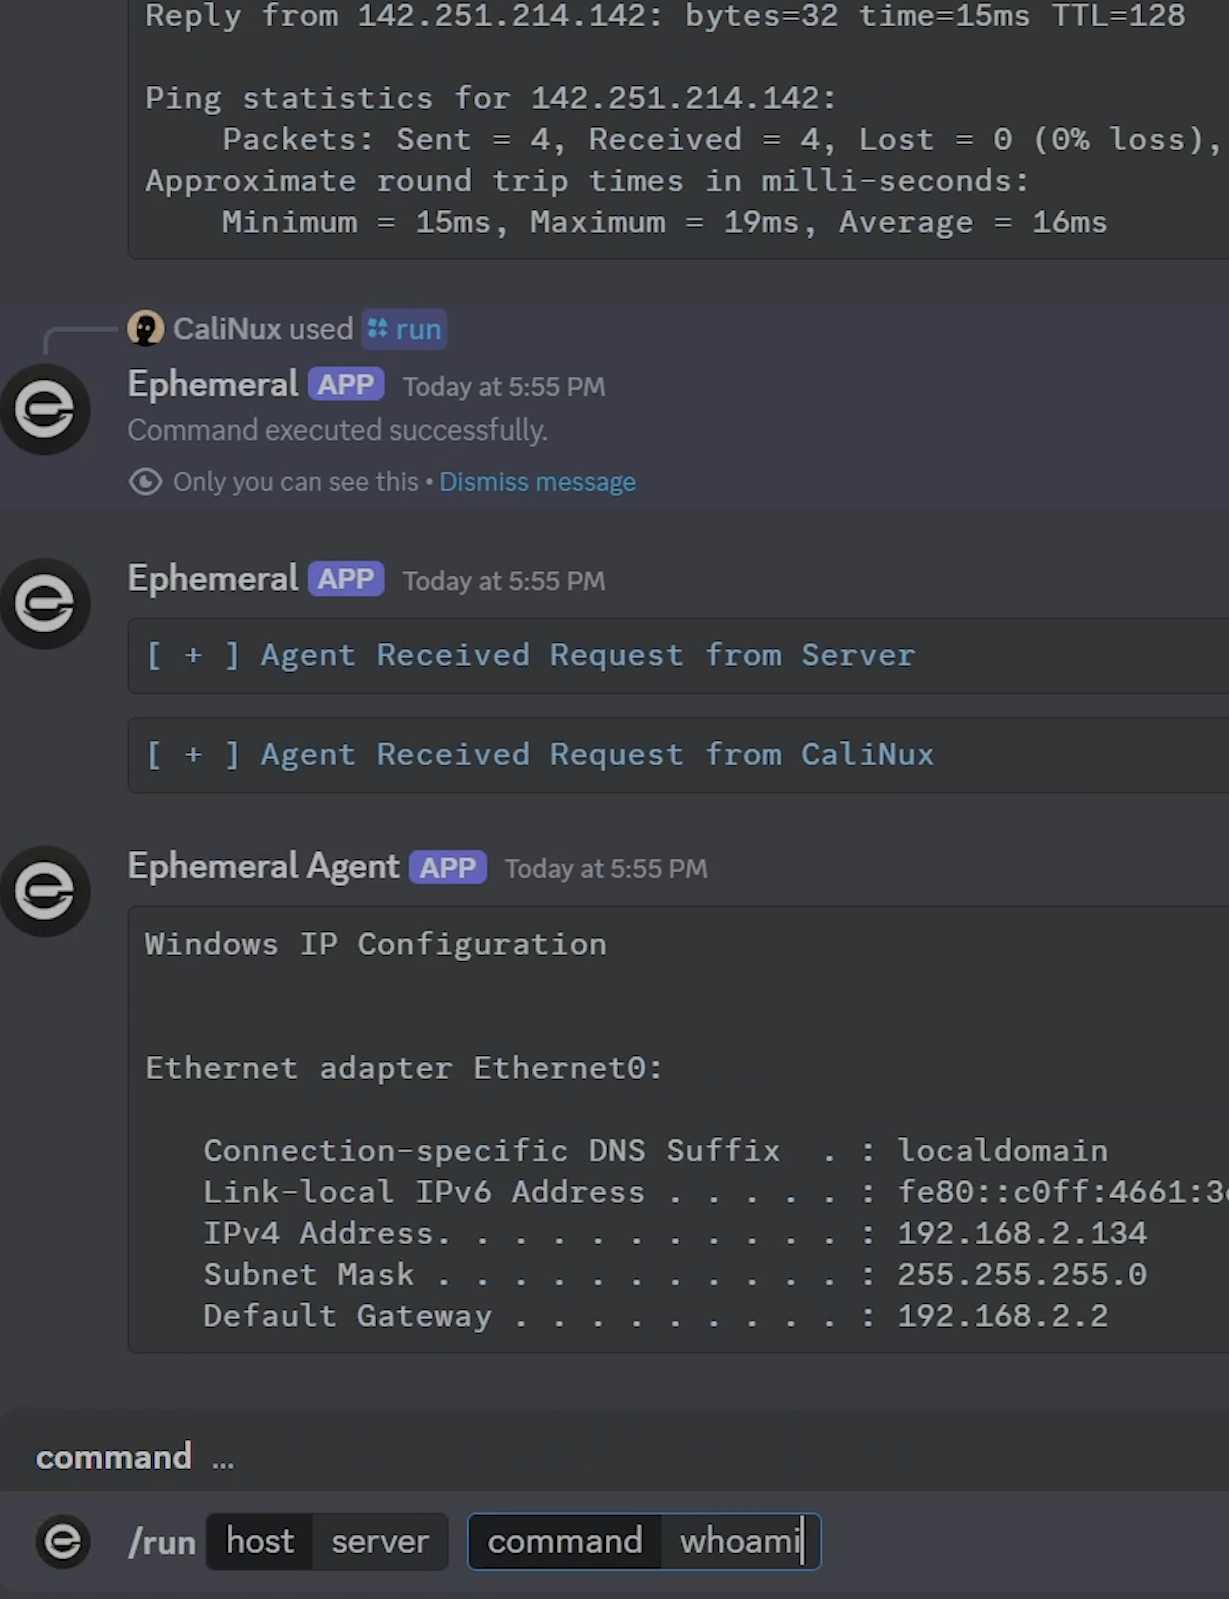 Reply from 142.251.214.142: bytes=32 time=15ms TTL=128
Ping statistics for 142.251.214.142:
Packets: Sent = 4, Received = 4, Lost = 0 (0% loss),
Approximate round trip times in milli-seconds:
Minimum = 15ms, Maximum = 19ms, Average = 16ms
CaliNux used run
Ephemeral APP Today at 5:55 PM
Command executed successfully.
Only you can see this • Dismiss message
Ephemeral APP Today at 5:55 PM
[ + ] Agent Received Request from Server
[ + ] Agent Received Request from CaliNux
Ephemeral Agent APP Today at 5:55 PM
Windows IP Configuration
Ethernet adapter Ethernet0:
Connection-specific DNS Suffix . : localdomain
Link-local IPv6 Address . . . . . : fe80::c0ff:4661:3
IPv4 Address. . . . . . . . . . . : 192.168.2.134
Subnet Mask . . . . . . . . . . . : 255.255.255.0
Default Gateway . . . . . . . . . : 192.168.2.2
command ...
/run host server command whoami